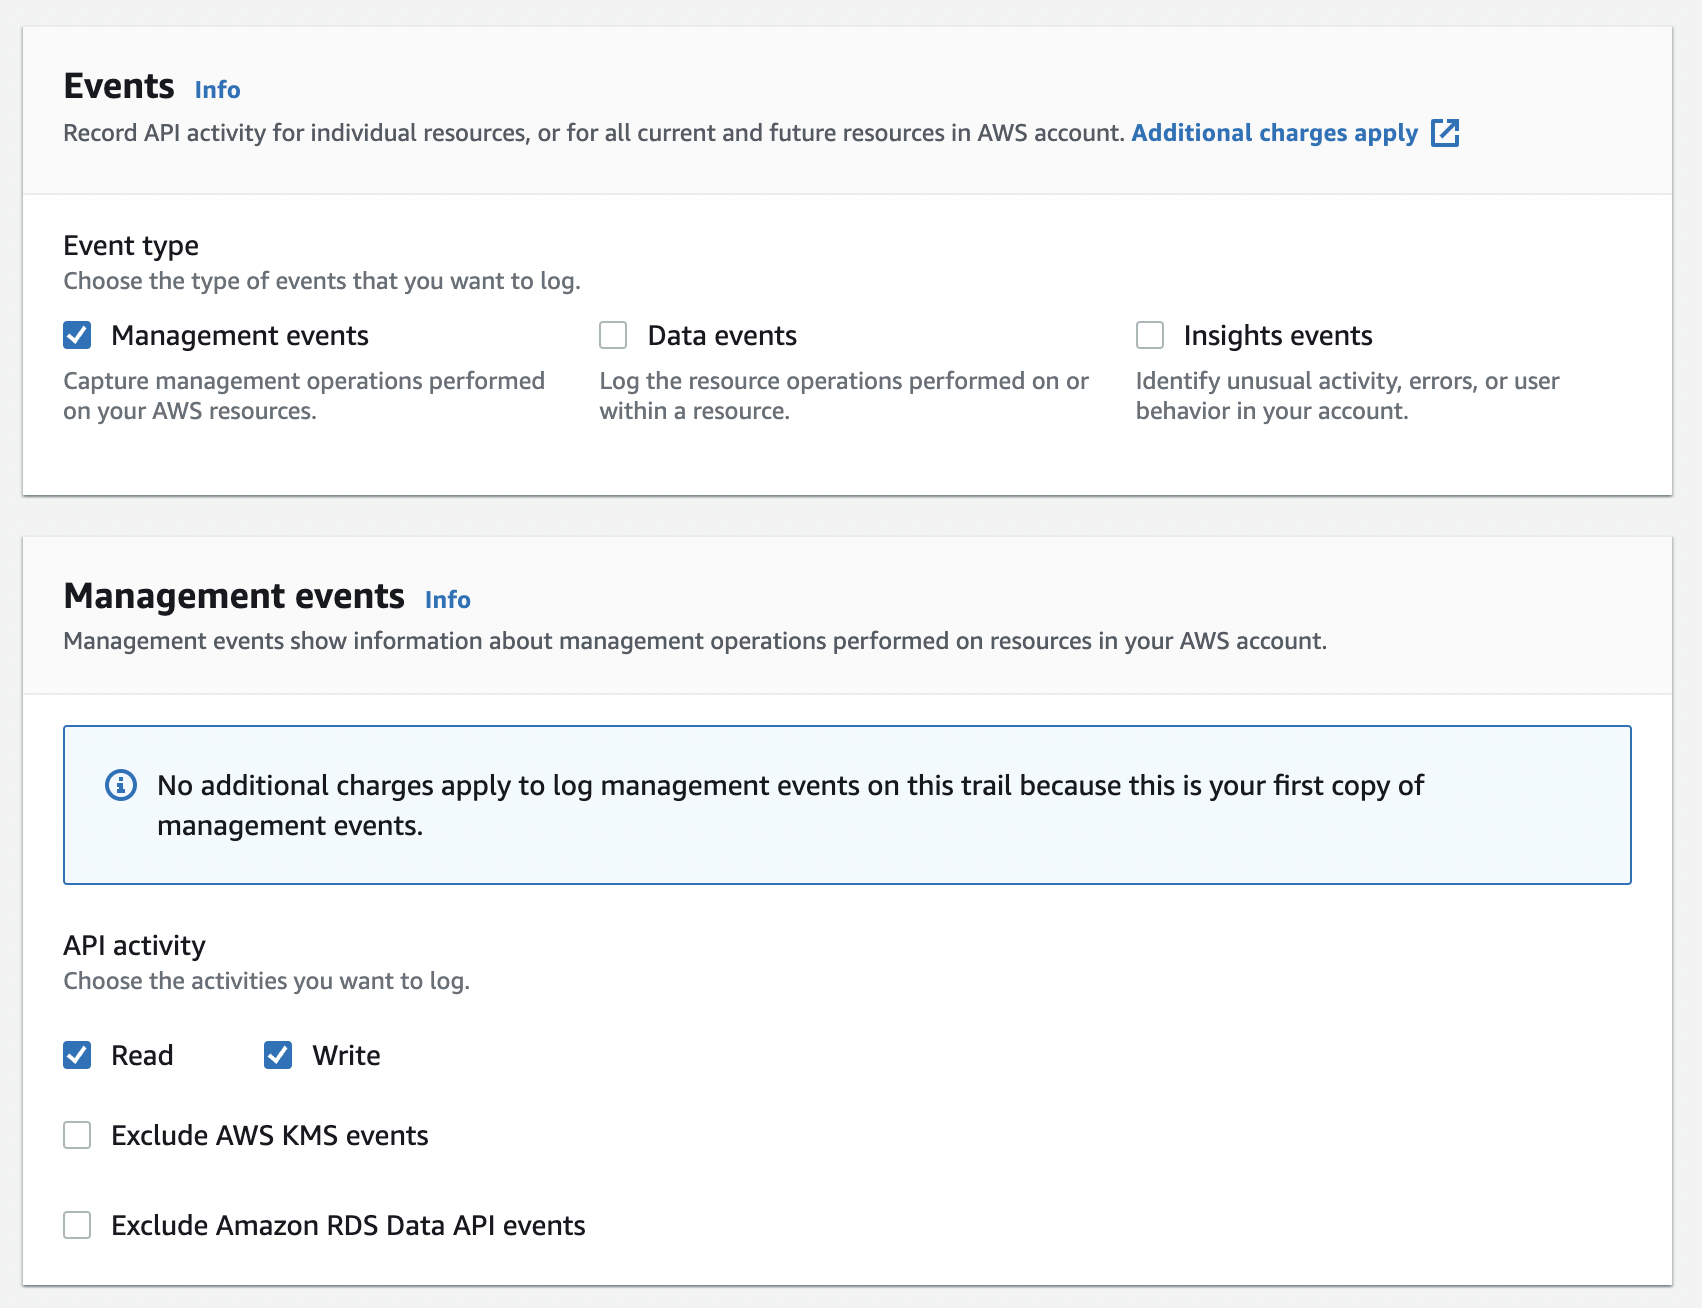 Events Info
Record API activity for individual resources, or for all current and future resources in AWS account. Additional charges apply
Event type
Choose the type of events that you want to log.
Management events
Capture management operations performed
on your AWS resources.
Data events
Log the resource operations performed on or
within a resource.
Insights events
Identify unusual activity, errors, or user
behavior in your account.
Management events Info
Management events show information about management operations performed on resources in your AWS account.
No additional charges apply to log management events on this trail because this is your first copy of
management events.
API activity
Choose the activities you want to log.
Read Write
Exclude AWS KMS events
Exclude Amazon RDS Data API events